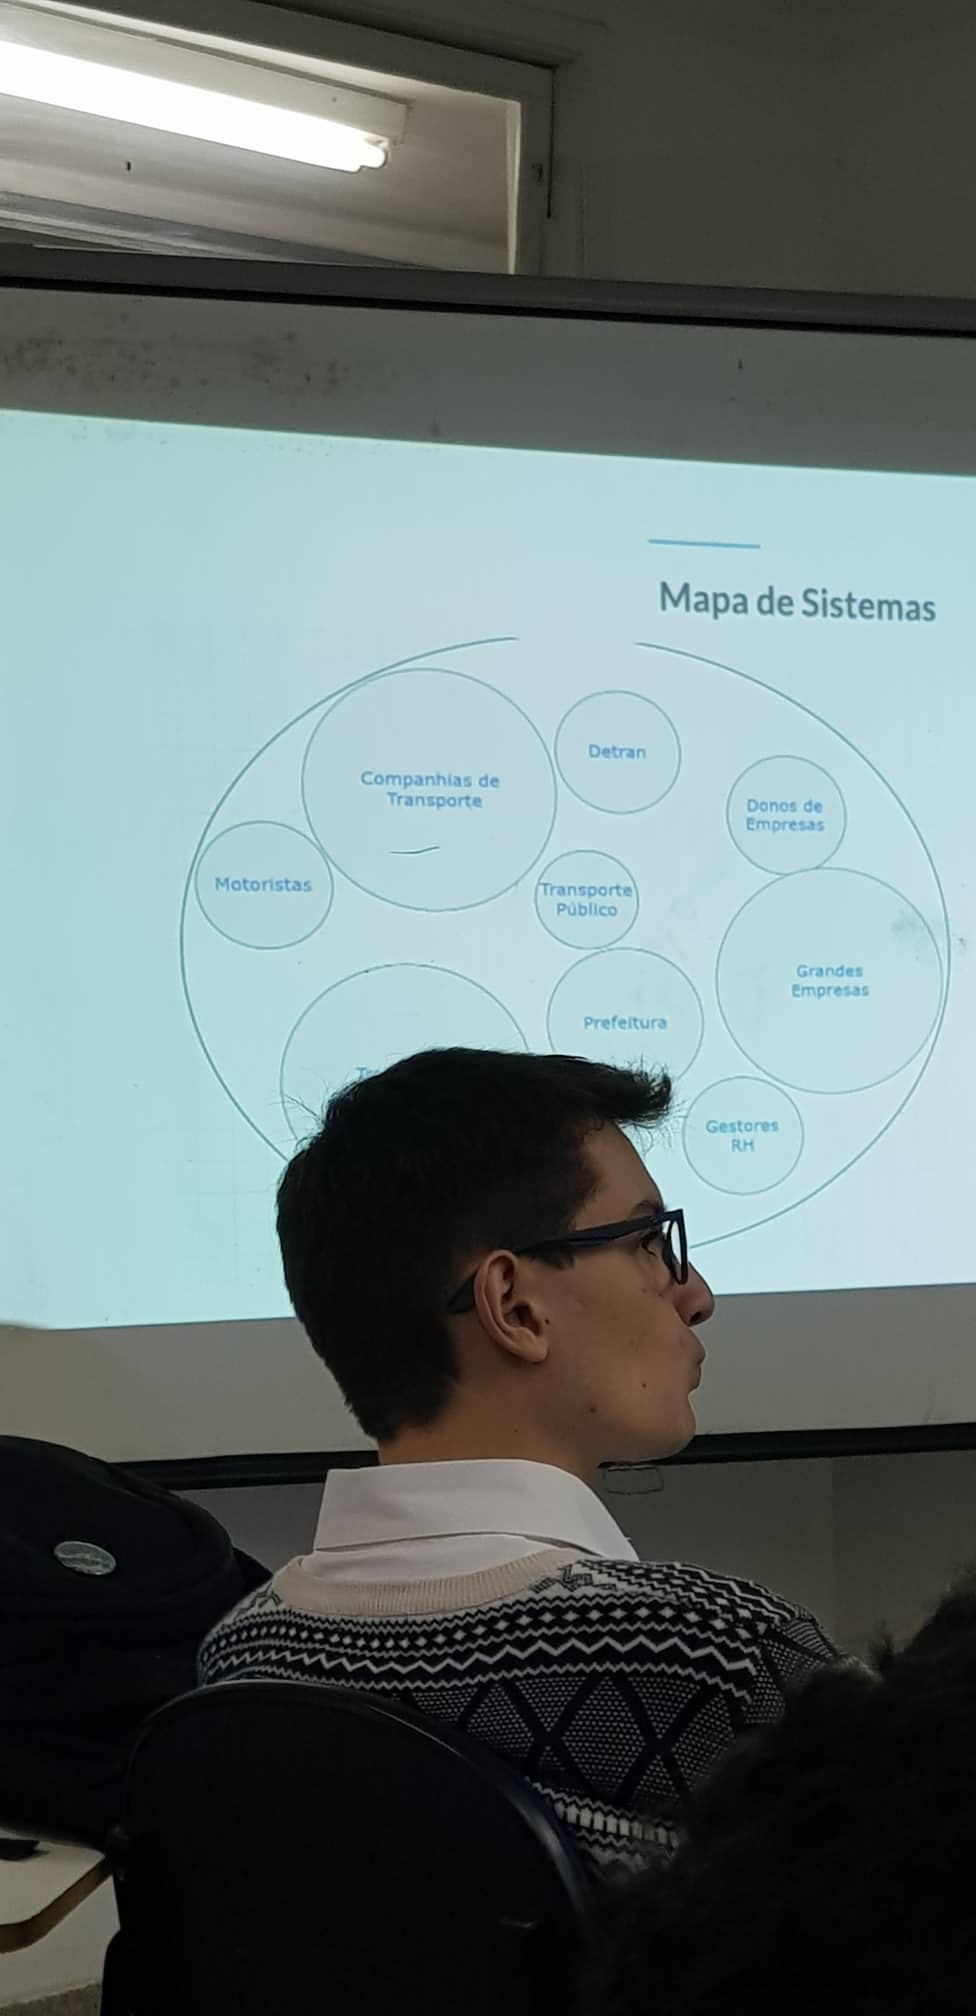 Mapa de Sistemas
Companhias de
Transporte
Detran
Donos de
Empresas
Motoristas
Transporte
Público
Grandes
Empresas
Prefeitura
Gestores
RH